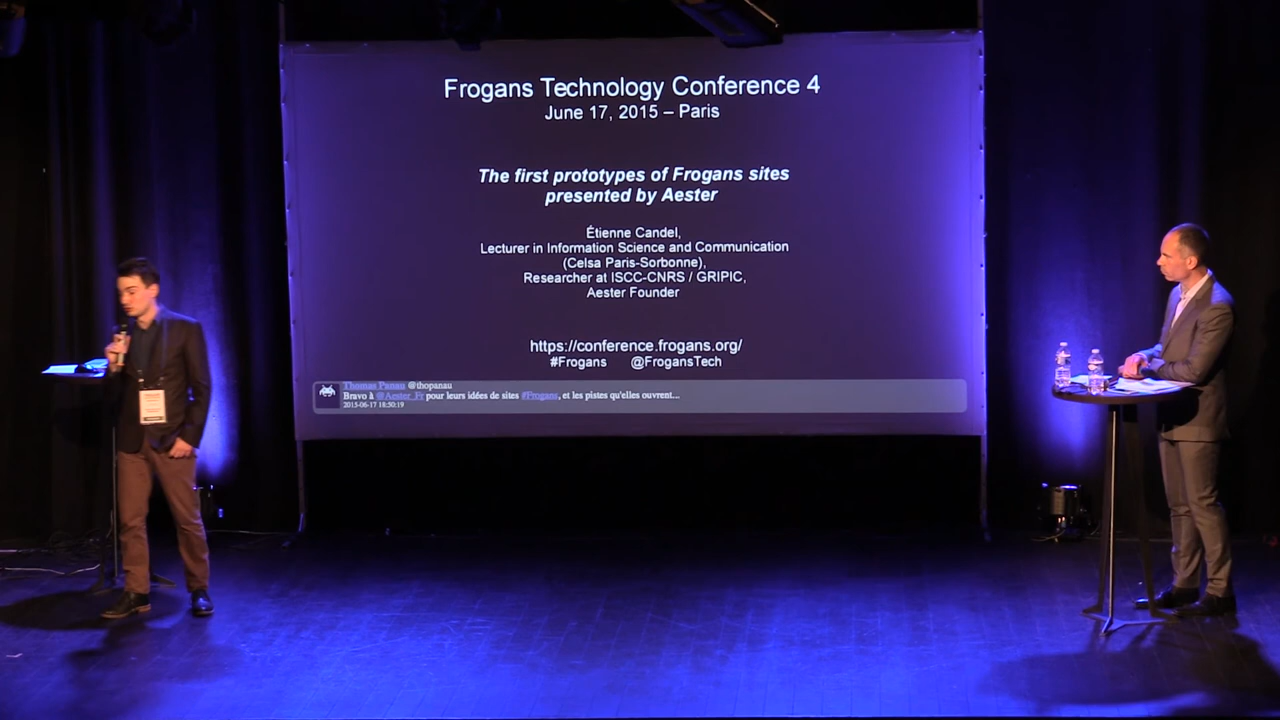 Frogans Technology Conference 4
June 17, 2015 – Paris
The first prototypes of Frogans sites
presented by Aester
Étienne Candel,
Lecturer in Information Science and Communication
(Celsa Paris-Sorbonne),
Researcher at ISCC-CNRS / GRIPIC,
Aester Founder
https://conference.frogans.org/
#Frogans @FrogansTech
Thomas Panau @thopanau
Bravo à @Aester_Fr pour leurs idées de sites #Frogans, et les pistes qu'elles ouvrent...
2015-06-17 18:50:19